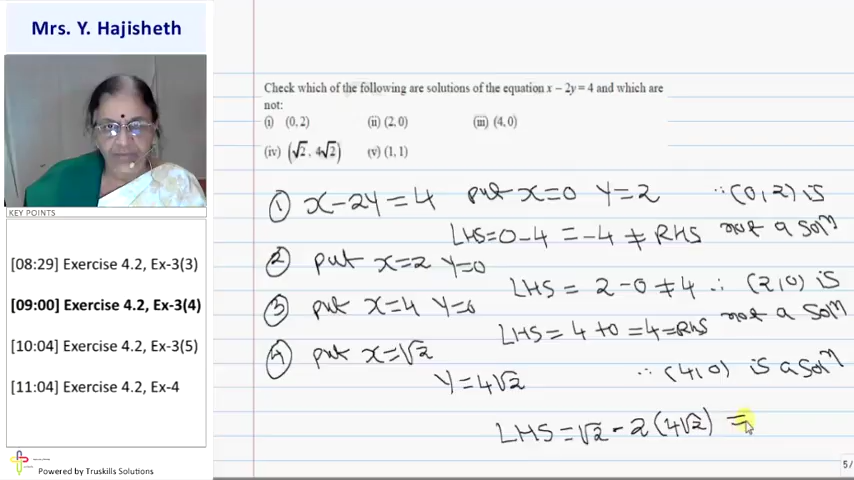 Mrs. Y. Hajisheth
KEY POINTS
[08:29] Exercise 4.2, Ex-3(3)
[09:00] Exercise 4.2, Ex-3(4)
[10:04] Exercise 4.2, Ex-3(5)
[11:04] Exercise 4.2, Ex-4
Powered by Truskills Solutions
Check which of the following are solutions of the equation x – 2y = 4 and which are
not:
(i) (0, 2) (ii) (2, 0) (iii) (4, 0)
(iv) (√2, 4√2) (v) (1, 1)
① x-2y=4 put x=0 y=2 ∴(0,2) is
LHS=0-4=-4≠RHS not a solⁿ
② put x=2 y=0
LHS = 2-0≠4 ∴ (2,0) is
③ put x=4 y=0 not a solⁿ
LHS=4+0=4=RHS
④ put x=√2
y=4√2 ∴(4,0) is a solⁿ
LHS=√2-2(4√2) =
5/